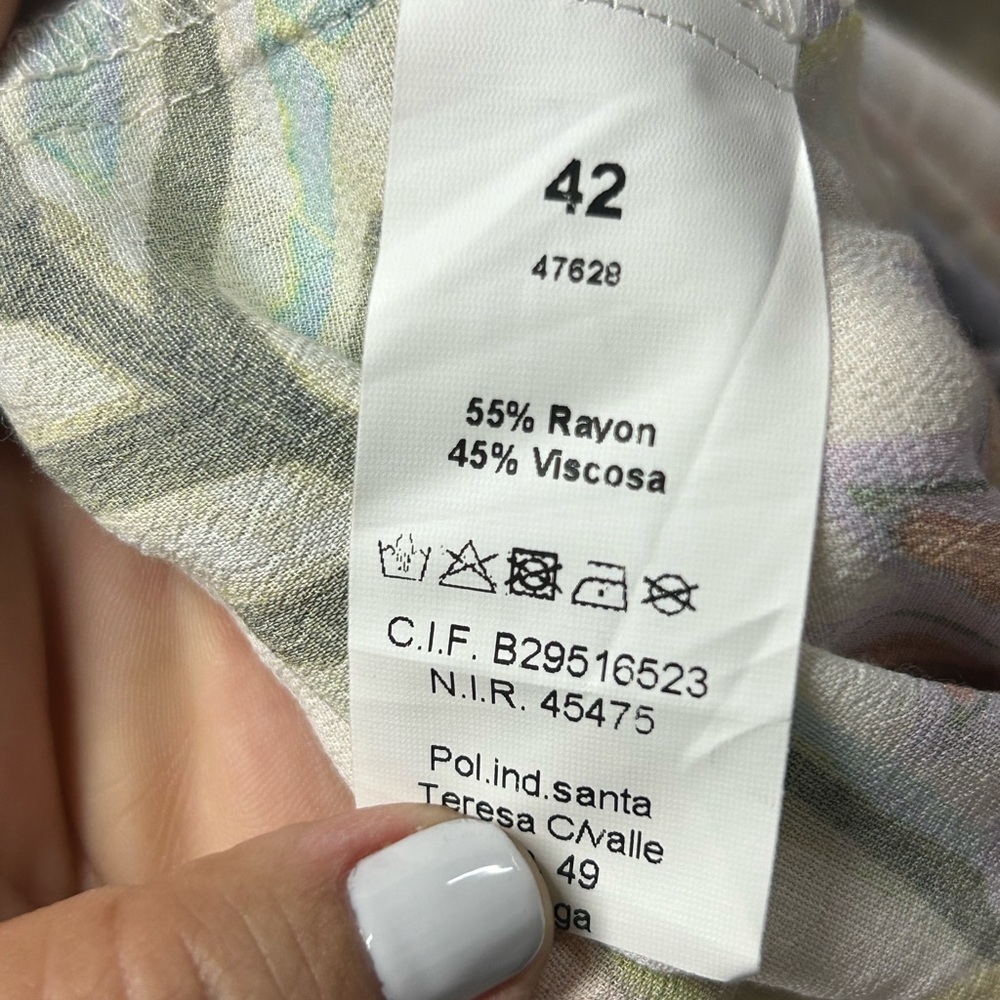 42
47628
55% Rayon
45% Viscosa
C.I.F. B29516523
N.I.R. 45475
Pol.ind.santa
Teresa C/valle
49